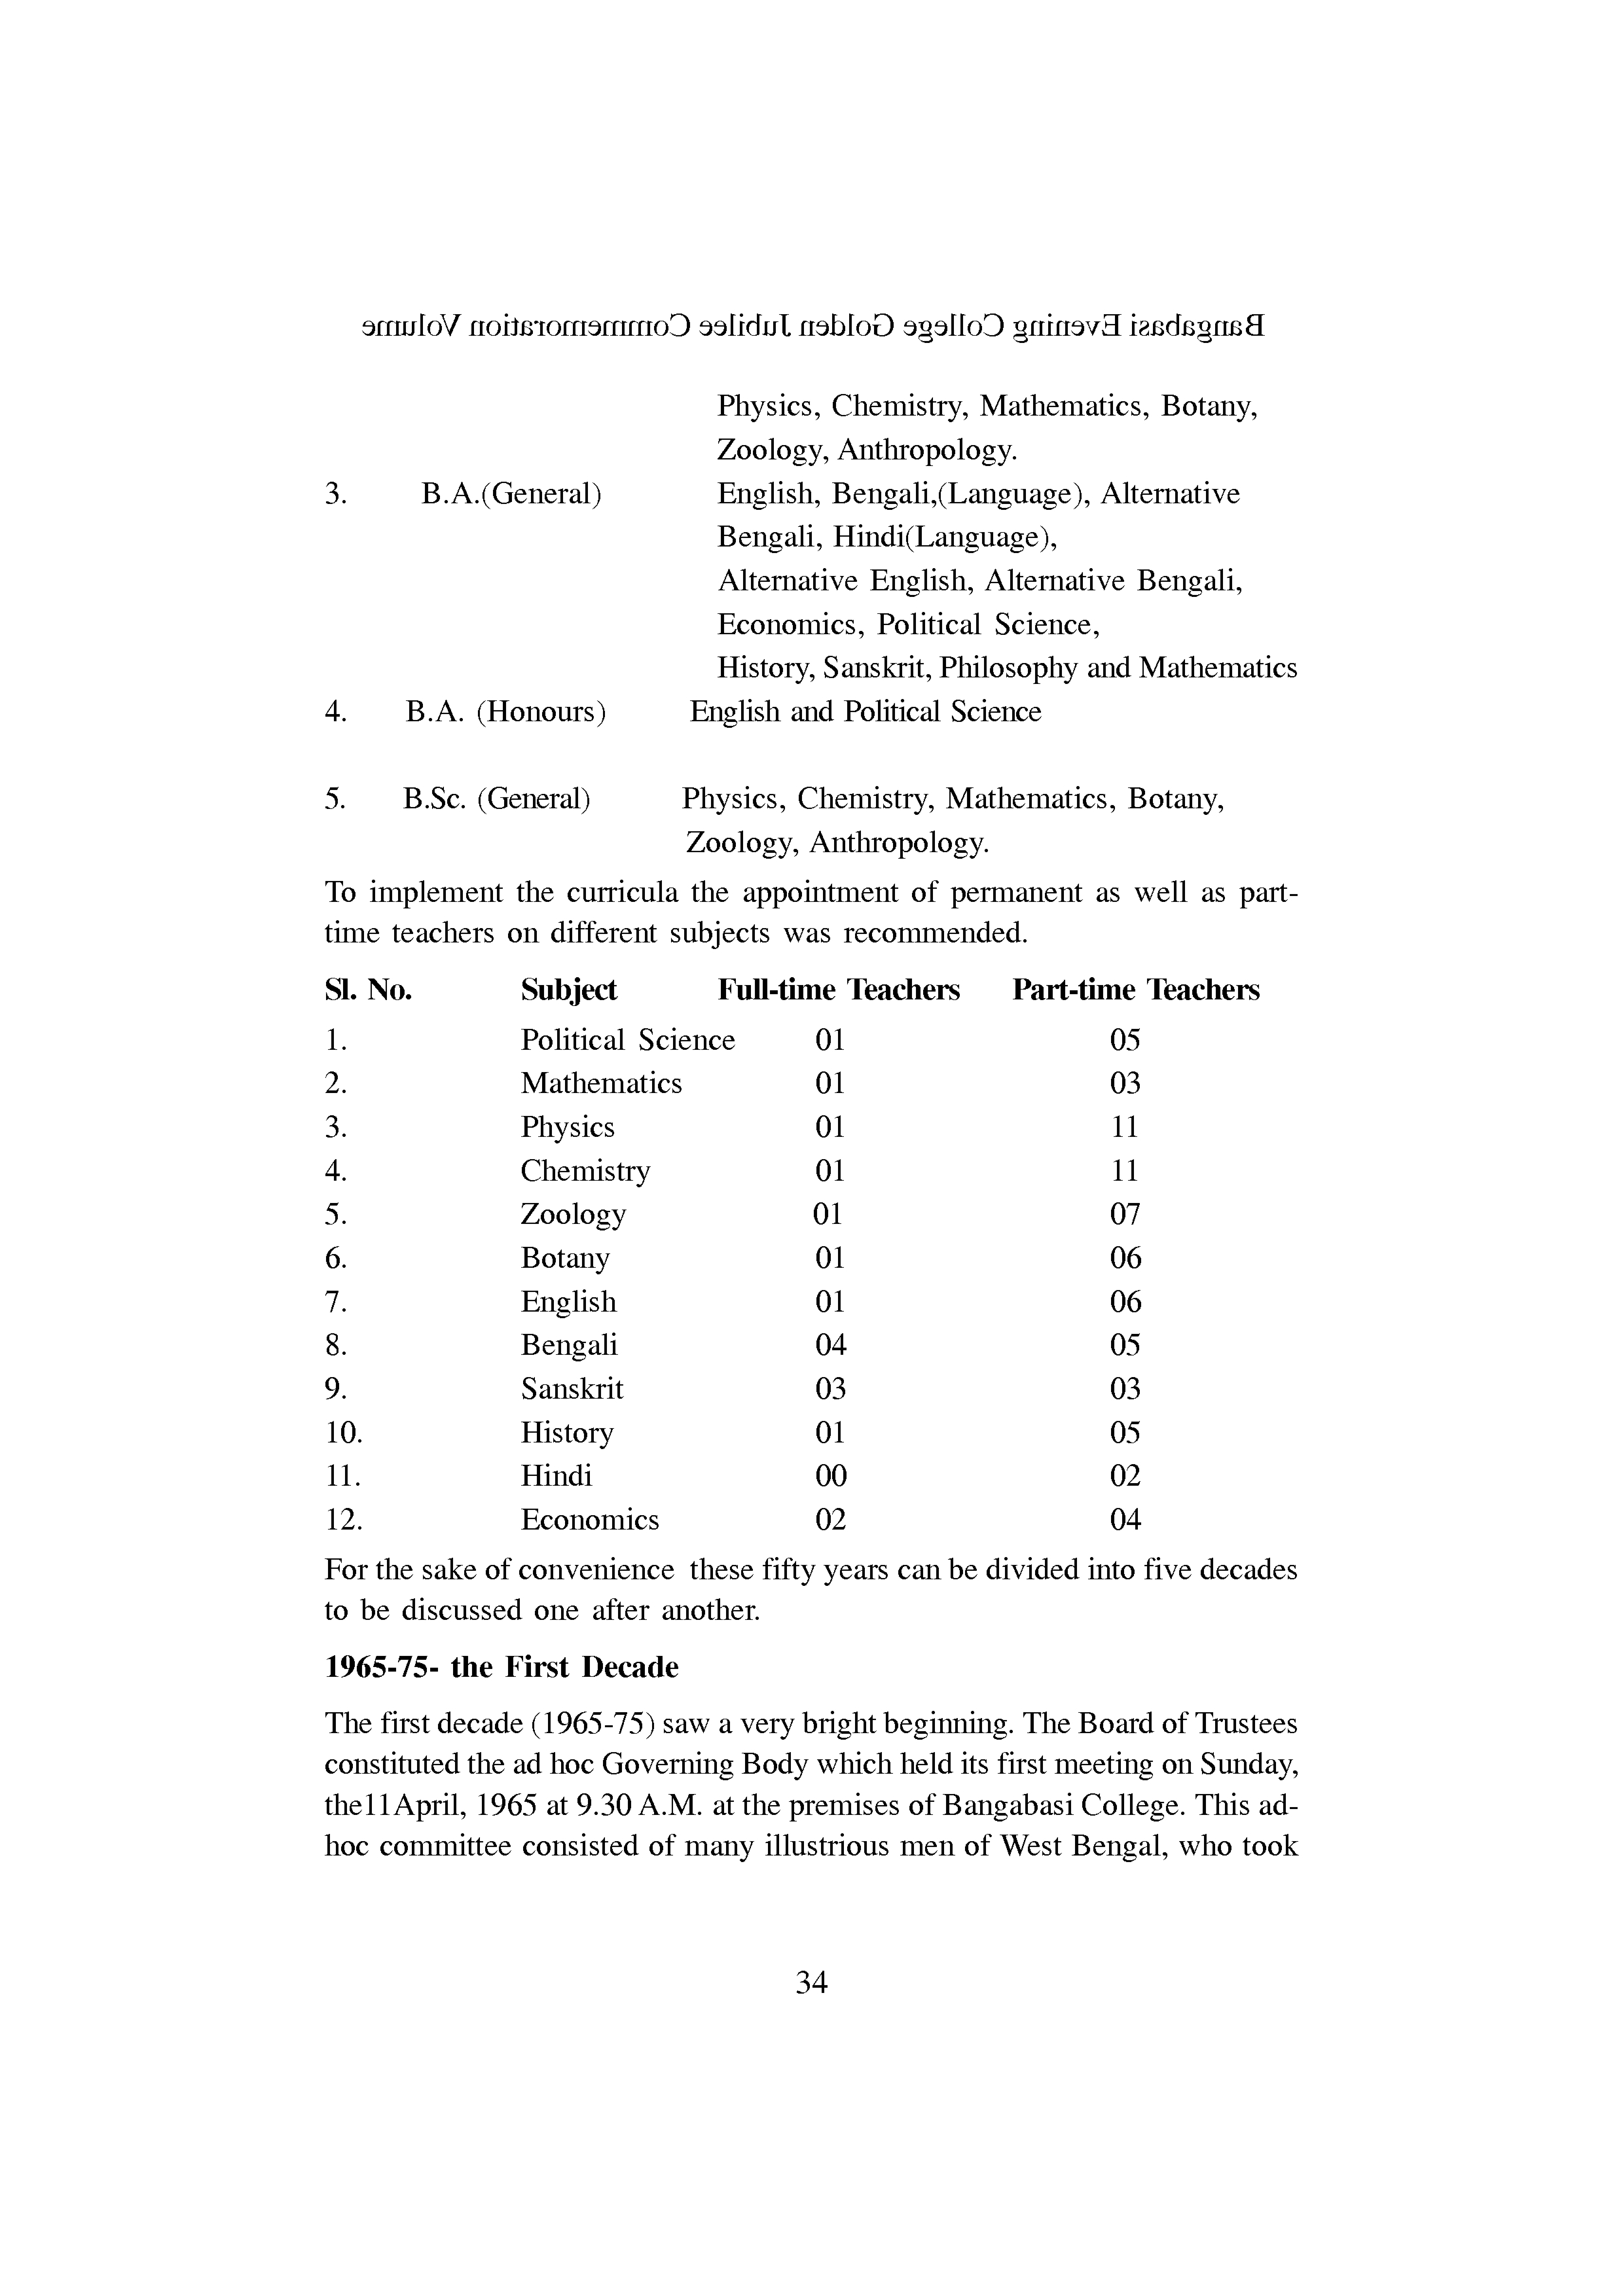 Bangabasi Evening College Golden Jubilee Commemoration Volume
Physics, Chemistry, Mathematics, Botany,
Zoology, Anthropology.
3. B.A.(General) English, Bengali,(Language), Alternative
Bengali, Hindi(Language),
Alternative English, Alternative Bengali,
Economics, Political Science,
History, Sanskrit, Philosophy and Mathematics
4. B.A. (Honours) English and Political Science
5. B.Sc. (General) Physics, Chemistry, Mathematics, Botany,
Zoology, Anthropology.
To implement the curricula the appointment of permanent as well as part-
time teachers on different subjects was recommended.
Sl. No. Subject Full-time Teachers Part-time Teachers
1. Political Science 01 05
2. Mathematics 01 03
3. Physics 01 11
4. Chemistry 01 11
5. Zoology 01 07
6. Botany 01 06
7. English 01 06
8. Bengali 04 05
9. Sanskrit 03 03
10. History 01 05
11. Hindi 00 02
12. Economics 02 04
For the sake of convenience these fifty years can be divided into five decades
to be discussed one after another.
1965-75- the First Decade
The first decade (1965-75) saw a very bright beginning. The Board of Trustees
constituted the ad hoc Governing Body which held its first meeting on Sunday,
the11April, 1965 at 9.30 A.M. at the premises of Bangabasi College. This ad-
hoc committee consisted of many illustrious men of West Bengal, who took
34